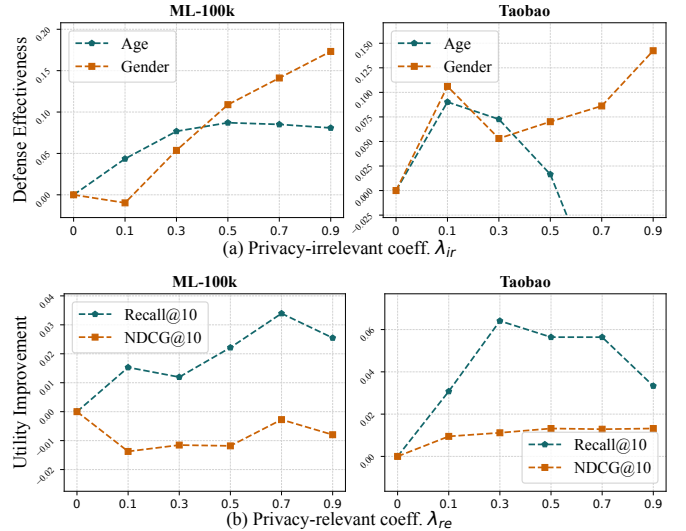 ML-100k
Taobao
Defense Effectiveness
0.20
0.15
0.10
0.05
0.00
Age
Gender
0 0.1 0.3 0.5 0.7 0.9
0.150
0.125
0.100
0.075
0.050
0.025
0.000
−0.025
Age
Gender
0 0.1 0.3 0.5 0.7 0.9
(a) Privacy-irrelevant coeff. λir
ML-100k
Taobao
Utility Improvement
0.04
0.03
0.02
0.01
0.00
−0.01
−0.02
Recall@10
NDCG@10
0 0.1 0.3 0.5 0.7 0.9
0.06
0.04
0.02
0.00
Recall@10
NDCG@10
0 0.1 0.3 0.5 0.7 0.9
(b) Privacy-relevant coeff. λre